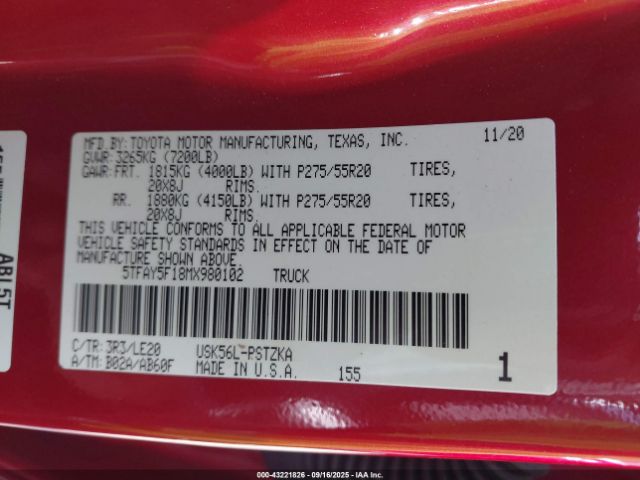 MFD.BY:TOYOTA MOTOR MANUFACTURING, TEXAS, INC. 11/20
GVWR:3265KG (7200LB)
GAWR:FRT. 1815KG (4000LB) WITH P275/55R20 TIRES,
20X8J RIMS.
RR. 1880KG (4150LB) WITH P275/55R20 TIRES,
20X8J RIMS.
THIS VEHICLE CONFORMS TO ALL APPLICABLE FEDERAL MOTOR
VEHICLE SAFETY STANDARDS IN EFFECT ON THE DATE OF
MANUFACTURE SHOWN ABOVE.
5TFAY5F18MX980102 TRUCK
C/TR:3R3/LE20 USK56L-PSTZKA
A/TM:B02A/AB60F MADE IN U.S.A. 155 1
ABL5T
000-43221826 - 09/16/2025 - IAA Inc.